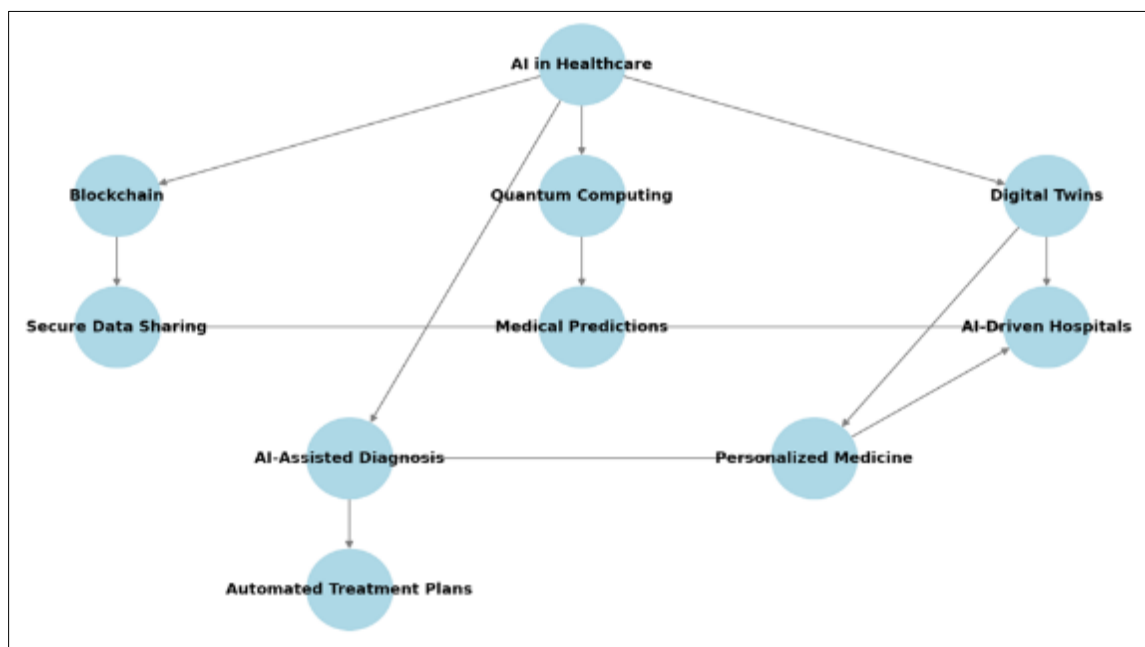 AI in Healthcare
Blockchain
Quantum Computing
Digital Twins
Secure Data Sharing
Medical Predictions
AI-Driven Hospitals
AI-Assisted Diagnosis
Personalized Medicine
Automated Treatment Plans